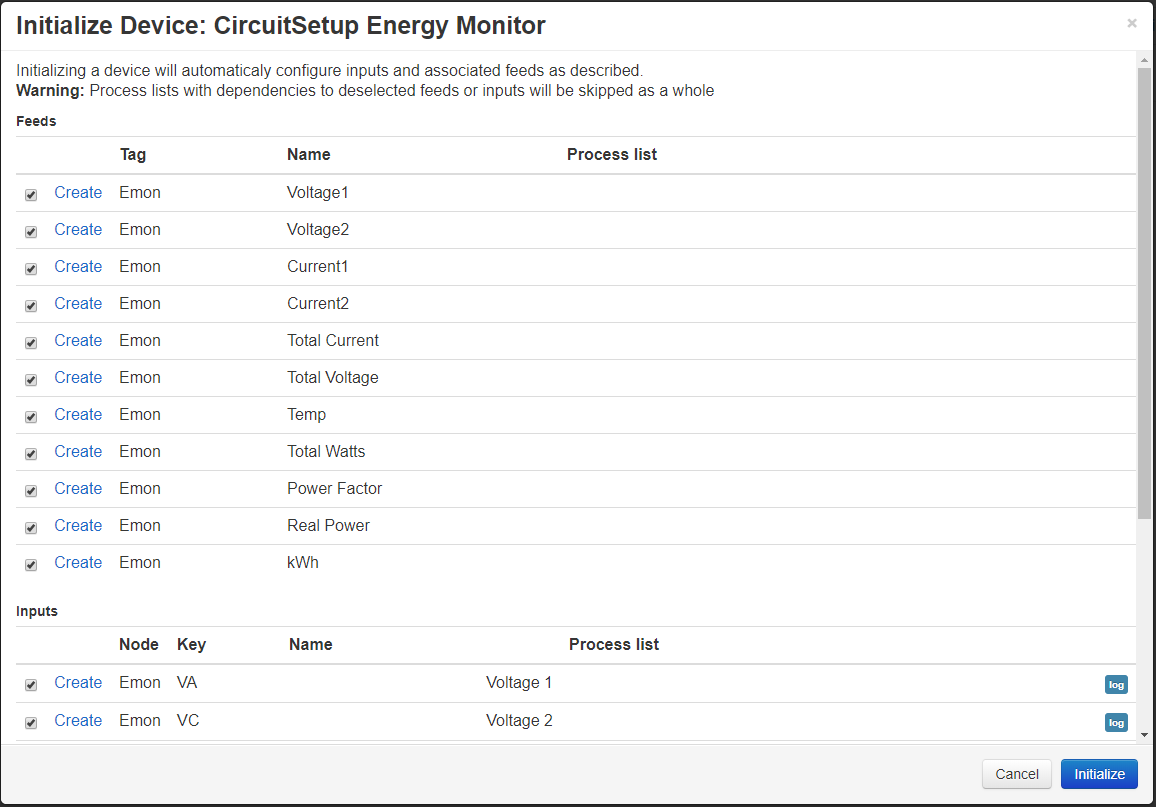 Initialize Device: CircuitSetup Energy Monitor ×
Initializing a device will automaticaly configure inputs and associated feeds as described.
Warning: Process lists with dependencies to deselected feeds or inputs will be skipped as a whole
Feeds
Tag Name Process list
Create Emon Voltage1
Create Emon Voltage2
Create Emon Current1
Create Emon Current2
Create Emon Total Current
Create Emon Total Voltage
Create Emon Temp
Create Emon Total Watts
Create Emon Power Factor
Create Emon Real Power
Create Emon kWh
Inputs
Node Key Name Process list
Create Emon VA Voltage 1 log
Create Emon VC Voltage 2 log
Cancel Initialize